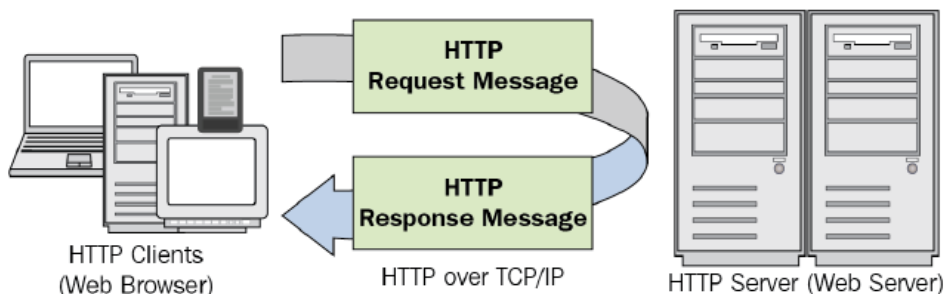 HTTP
Request Message
HTTP
Response Message
HTTP Clients
(Web Browser)
HTTP over TCP/IP
HTTP Server (Web Server)